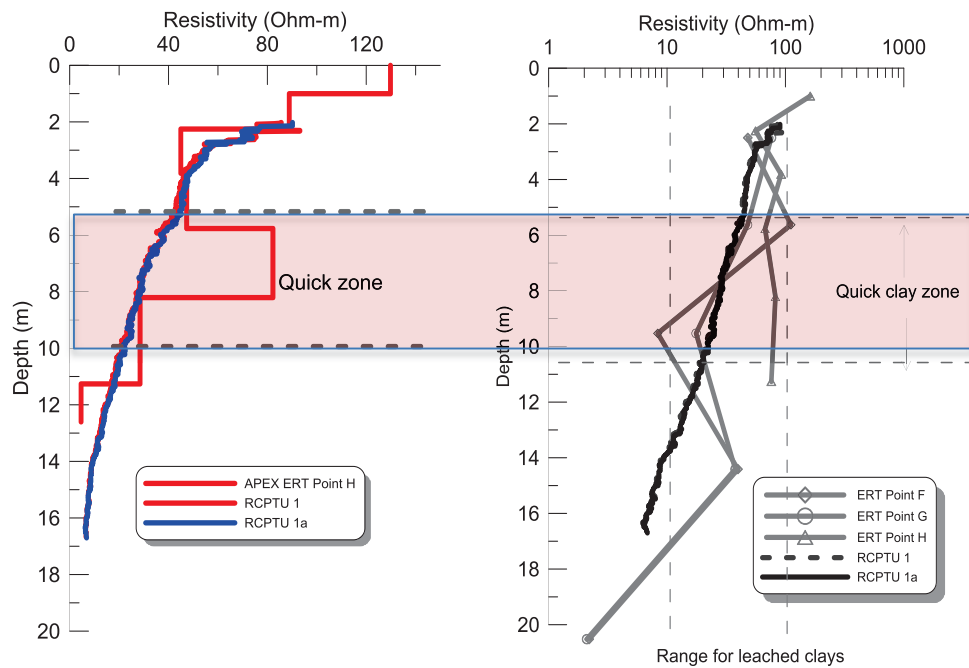 Resistivity (Ohm-m)
0 40 80 120
Depth (m)
0
2
4
6
8
10
12
14
16
18
20
Quick zone
APEX ERT Point H
RCPTU 1
RCPTU 1a
Resistivity (Ohm-m)
1 10 100 1000
Depth (m)
0
2
4
6
8
10
12
14
16
18
20
Quick clay zone
ERT Point F
ERT Point G
ERT Point H
RCPTU 1
RCPTU 1a
Range for leached clays